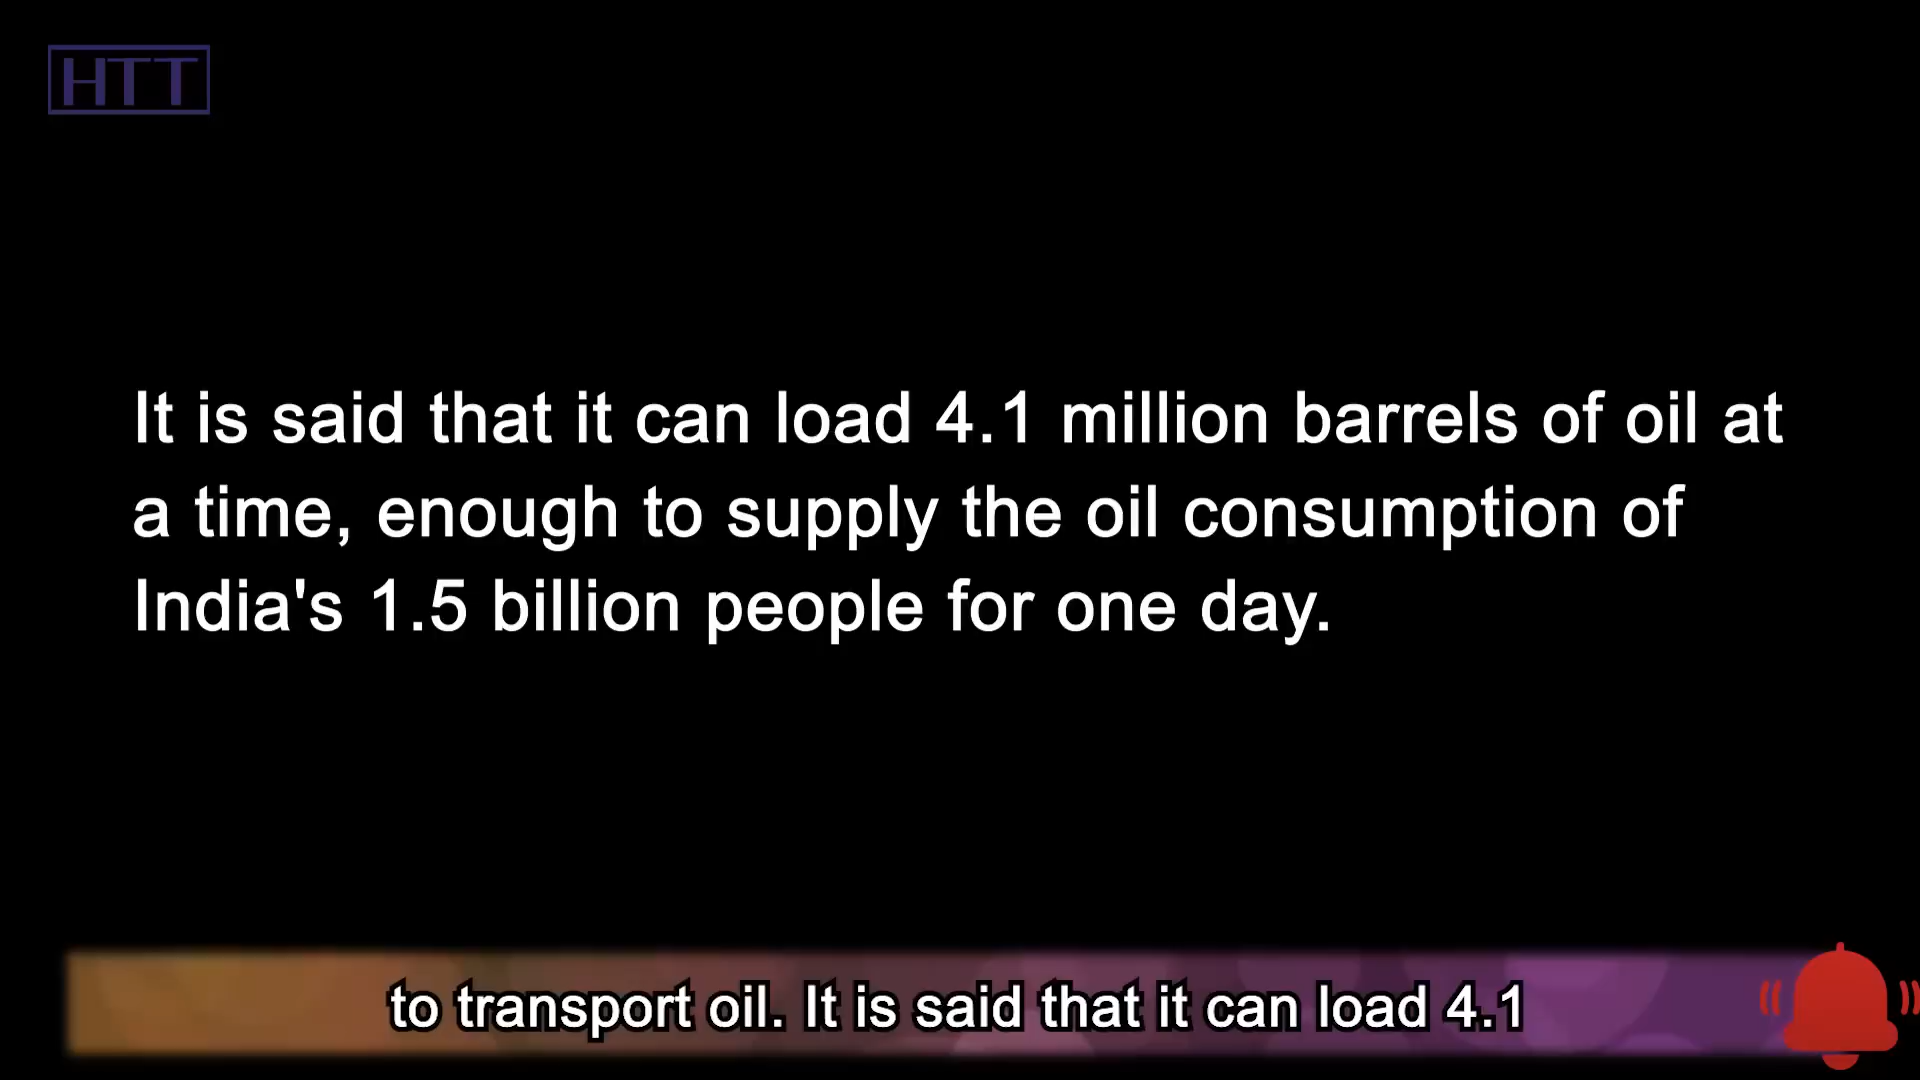 HTT
It is said that it can load 4.1 million barrels of oil at
a time, enough to supply the oil consumption of
India's 1.5 billion people for one day.
to transport oil. It is said that it can load 4.1